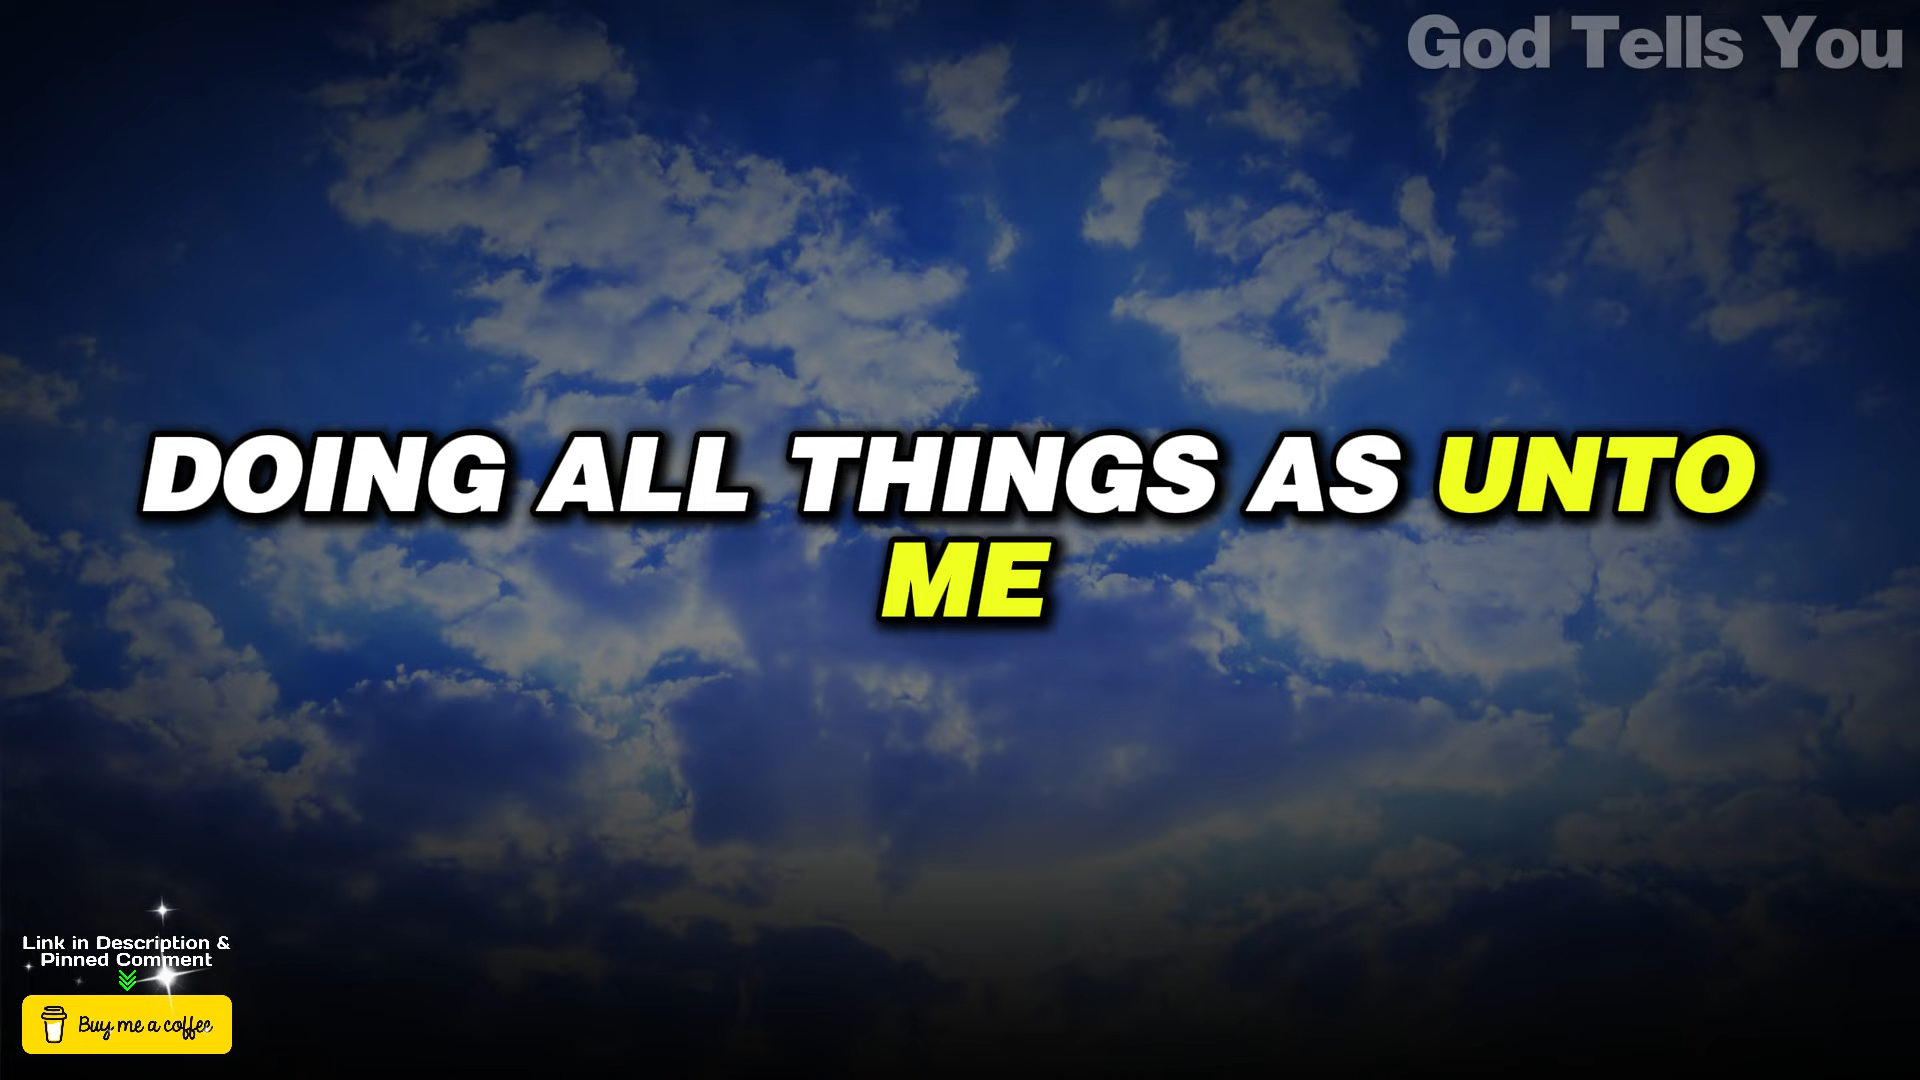 God Tells You
DOING ALL THINGS AS UNTO
ME
Link in Description &
Pinned Comment
Buy me a coffee